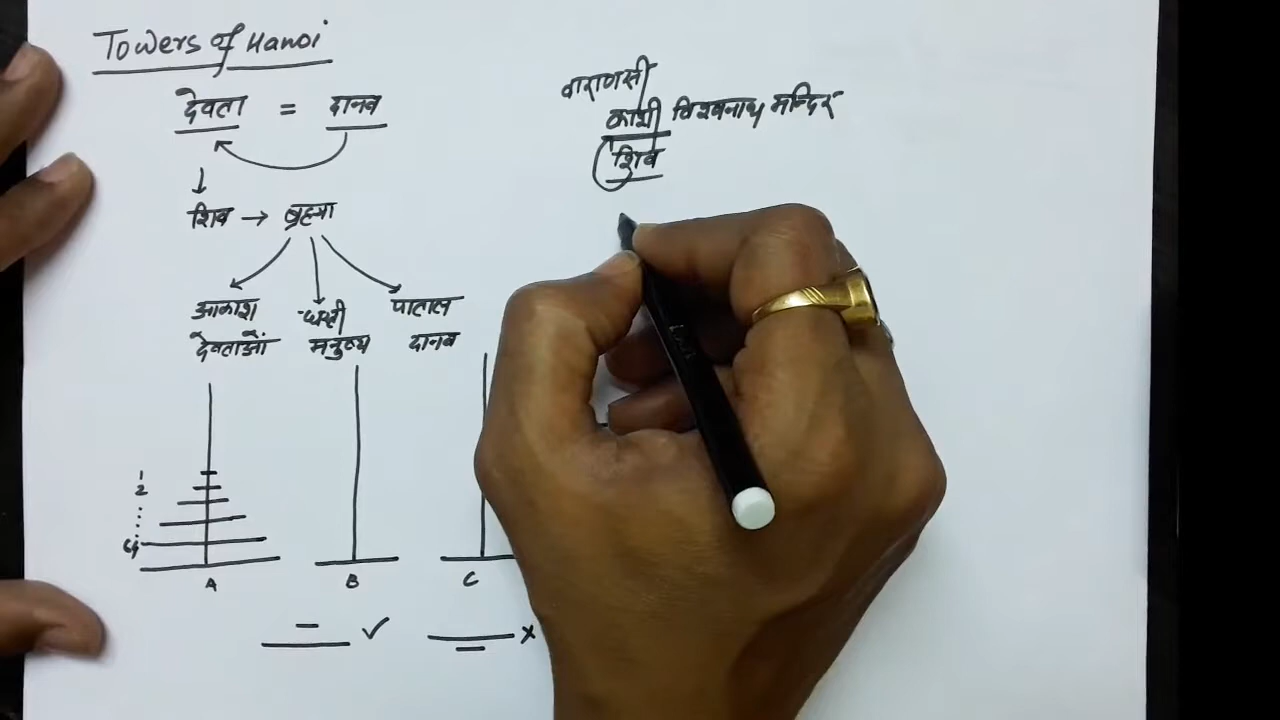 Towers of Hanoi
देवता = दानव
शिव → ब्रह्मा
आकाश धरती पाताल
देवताओं मनुष्य दानव
1
2
64
A B C
✓ ×
वाराणसी
काशी विश्वनाथ मन्दिर
शिव